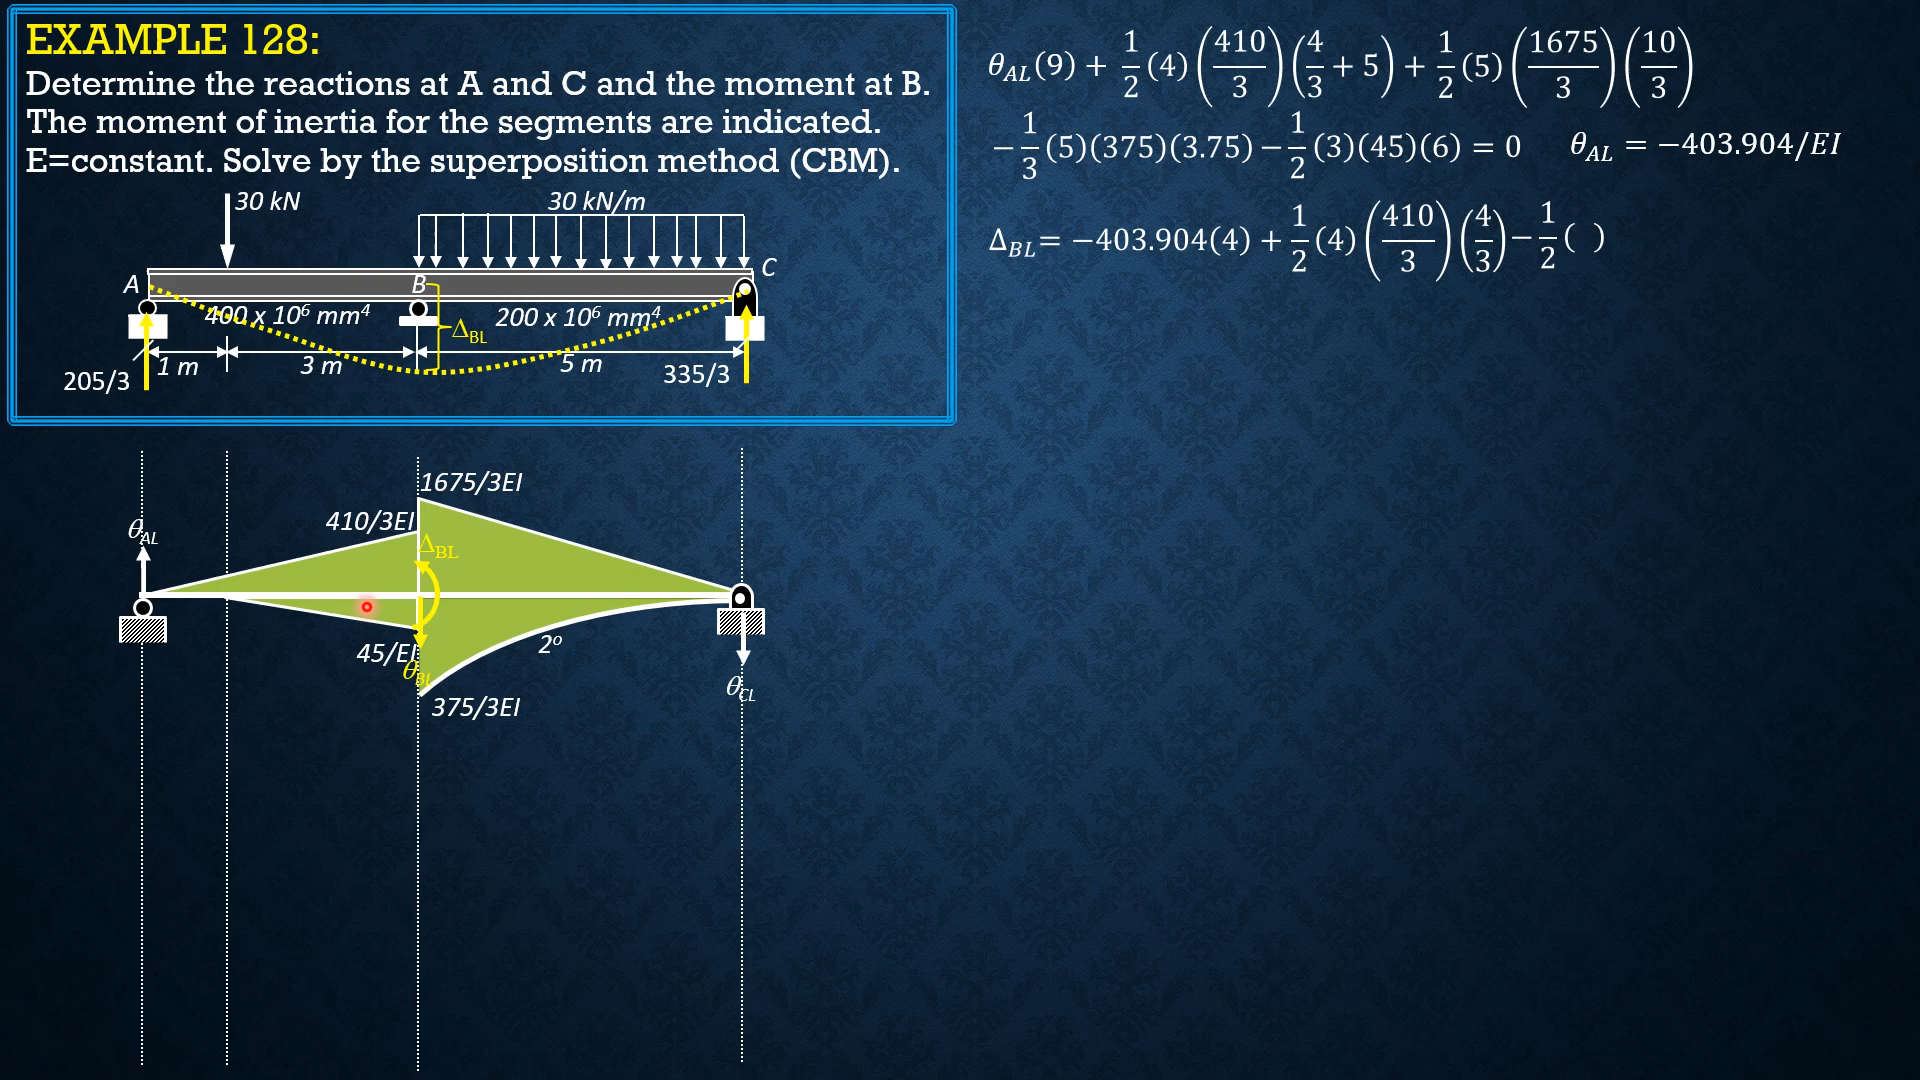 EXAMPLE 128:
Determine the reactions at A and C and the moment at B.
The moment of inertia for the segments are indicated.
E=constant. Solve by the superposition method (CBM).
30 kN
30 kN/m
A
B
C
400 x 10⁶ mm⁴
200 x 10⁶ mm⁴
Δ_BL
1 m
3 m
5 m
205/3
335/3
θ_AL(9) + 1/2 (4)(410/3)(4/3 + 5) + 1/2 (5)(1675/3)(10/3)
− 1/3 (5)(375)(3.75) − 1/2 (3)(45)(6) = 0 θ_AL = −403.904/EI
Δ_BL= −403.904(4) + 1/2 (4)(410/3)(4/3) − 1/2 ( )
1675/3EI
410/3EI
θ_AL
Δ_BL
45/EI
θ_BL
2º
θ_CL
375/3EI